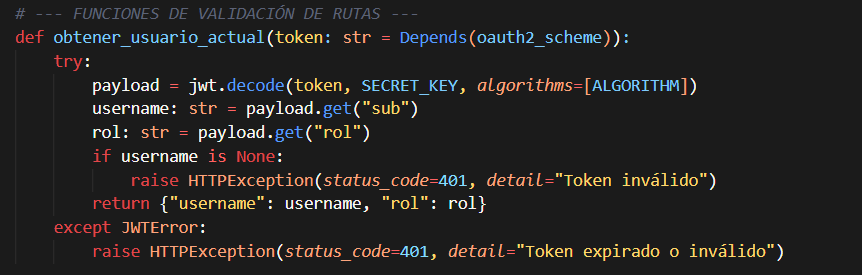 # --- FUNCIONES DE VALIDACIÓN DE RUTAS ---
def obtener_usuario_actual(token: str = Depends(oauth2_scheme)):
    try:
        payload = jwt.decode(token, SECRET_KEY, algorithms=[ALGORITHM])
        username: str = payload.get("sub")
        rol: str = payload.get("rol")
        if username is None:
            raise HTTPException(status_code=401, detail="Token inválido")
        return {"username": username, "rol": rol}
    except JWTError:
        raise HTTPException(status_code=401, detail="Token expirado o inválido")